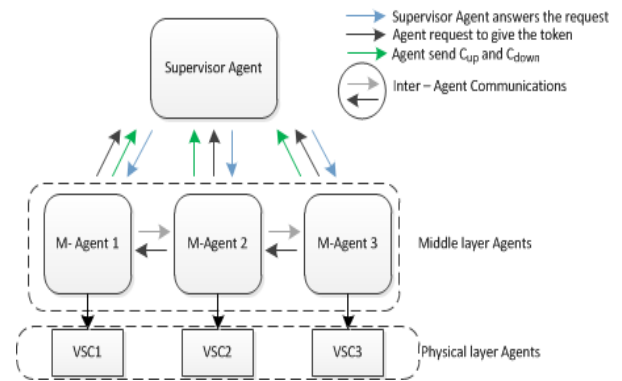 Supervisor Agent answers the request
Agent request to give the token
Agent send Cup and Cdown
Inter – Agent Communications
Supervisor Agent
M- Agent 1
M-Agent 2
M-Agent 3
Middle layer Agents
VSC1
VSC2
VSC3
Physical layer Agents